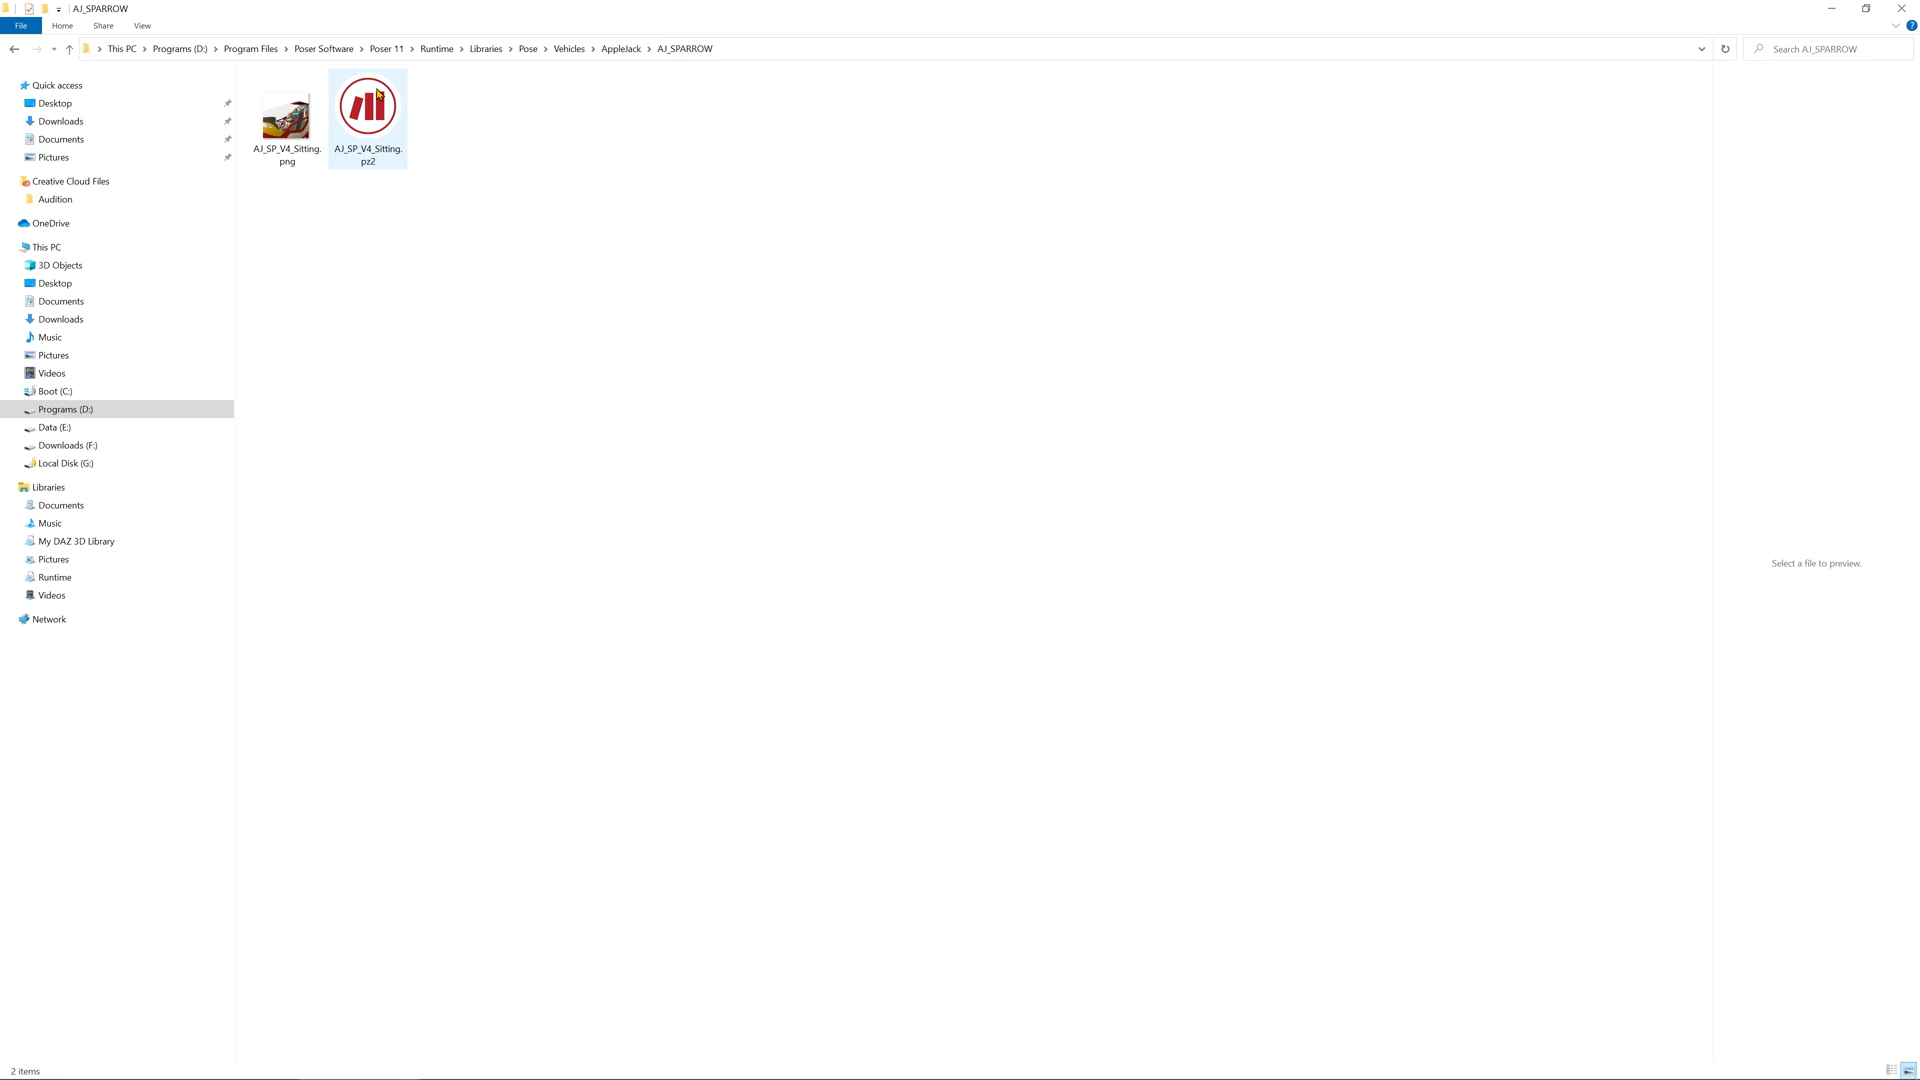 AJ_SPARROW
File Home Share View
This PC Programs (D:) Program Files Poser Software Poser 11 Runtime Libraries Pose Vehicles AppleJack AJ_SPARROW
Search AJ_SPARROW
Quick access
Desktop
Downloads
Documents
Pictures
Creative Cloud Files
Audition
OneDrive
This PC
3D Objects
Desktop
Documents
Downloads
Music
Pictures
Videos
Boot (C:)
Programs (D:)
Data (E:)
Downloads (F:)
Local Disk (G:)
Libraries
Documents
Music
My DAZ 3D Library
Pictures
Runtime
Videos
Network
AJ_SP_V4_Sitting.
png
AJ_SP_V4_Sitting.
pz2
Select a file to preview.
2 items